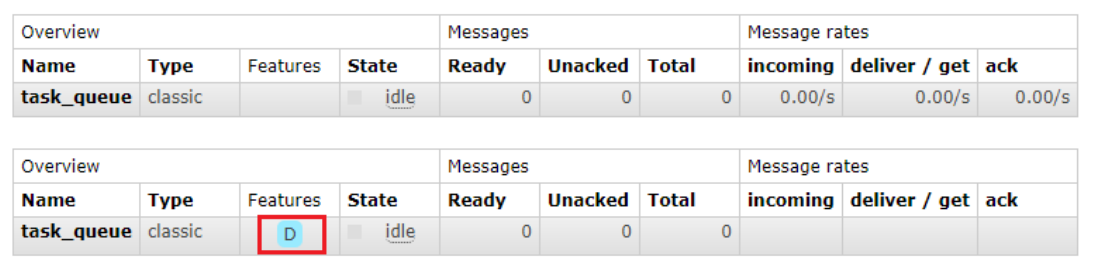 Overview Messages Message rates
Name Type Features State Ready Unacked Total incoming deliver / get ack
task_queue classic idle 0 0 0 0.00/s 0.00/s 0.00/s
Overview Messages Message rates
Name Type Features State Ready Unacked Total incoming deliver / get ack
task_queue classic D idle 0 0 0